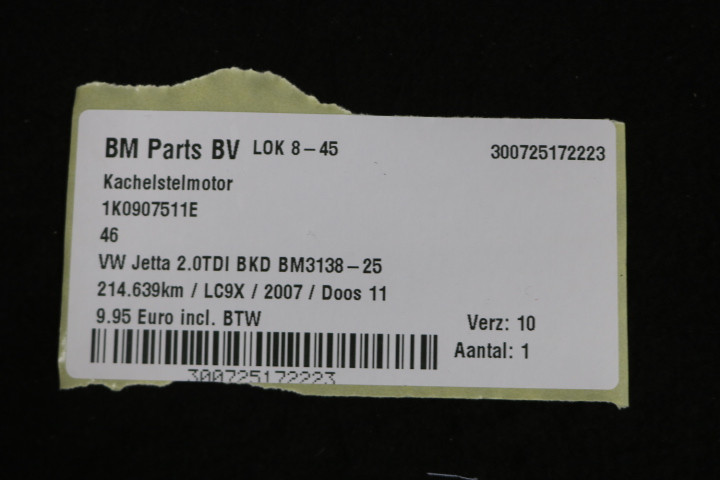 BM Parts BV LOK 8-45 300725172223
Kachelstelmotor
1K0907511E
46
VW Jetta 2.0TDI BKD BM3138-25
214.639km / LC9X / 2007 / Doos 11
9.95 Euro incl. BTW Verz: 10
Aantal: 1
300725172223